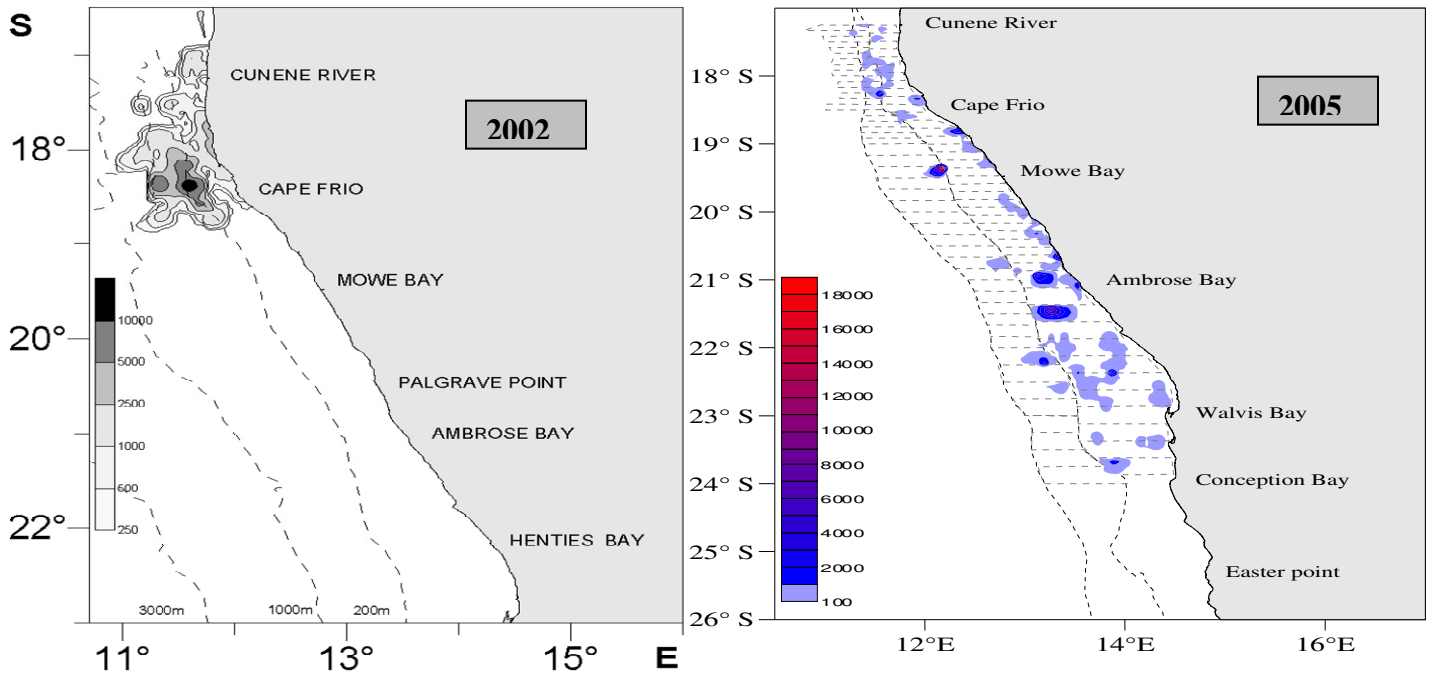 S
CUNENE RIVER
2002
18°
CAPE FRIO
MOWE BAY
10000
5000
20°
PALGRAVE POINT
2500
1000
AMBROSE BAY
600
250
22°
HENTIES BAY
3000m
1000m
200m
11°
13°
15°
E
Cunene River
18° S
2005
Cape Frio
19° S
Mowe Bay
20° S
21° S
Ambrose Bay
18000
16000
22° S
14000
12000
23° S
Walvis Bay
10000
8000
24° S
Conception Bay
6000
4000
25° S
2000
Easter point
100
26° S
12°E
14°E
16°E